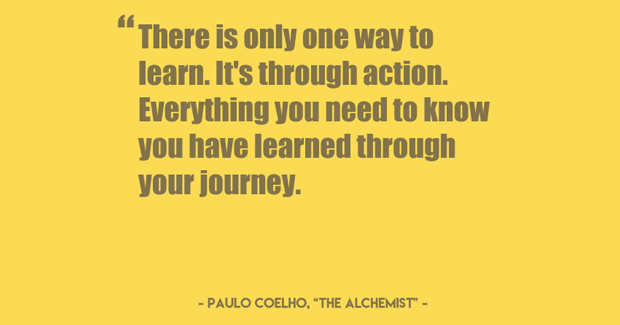 “There is only one way to
learn. It's through action.
Everything you need to know
you have learned through
your journey.
- PAULO COELHO, “THE ALCHEMIST” -